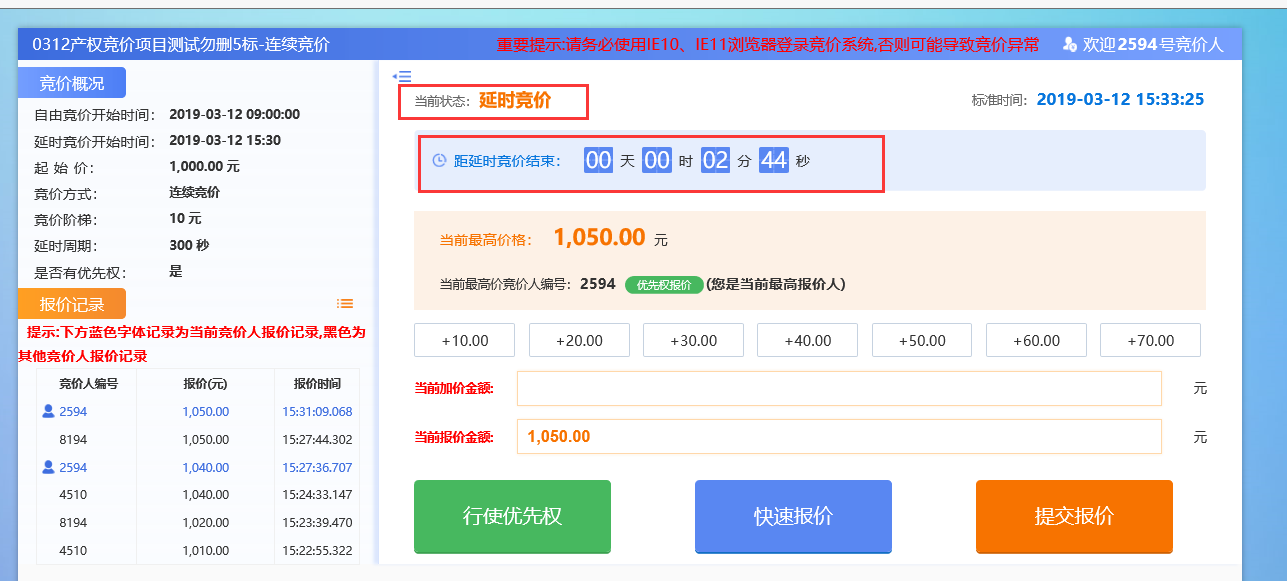 0312产权竞价项目测试勿删5标-连续竞价
重要提示:请务必使用IE10、IE11浏览器登录竞价系统,否则可能导致竞价异常
欢迎2594号竞价人
竞价概况
自由竞价开始时间: 2019-03-12 09:00:00
延时竞价开始时间: 2019-03-12 15:30
起 始 价: 1,000.00 元
竞价方式: 连续竞价
竞价阶梯: 10 元
延时周期: 300 秒
是否有优先权: 是
报价记录
提示:下方蓝色字体记录为当前竞价人报价记录,黑色为
其他竞价人报价记录
竞价人编号 报价(元) 报价时间
2594 1,050.00 15:31:09.068
8194 1,050.00 15:27:44.302
2594 1,040.00 15:27:36.707
4510 1,040.00 15:24:33.147
8194 1,020.00 15:23:39.470
4510 1,010.00 15:22:55.322
当前状态: 延时竞价
标准时间: 2019-03-12 15:33:25
距延时竞价结束: 00 天 00 时 02 分 44 秒
当前最高价格: 1,050.00 元
当前最高价竞价人编号: 2594 优先权报价 (您是当前最高报价人)
+10.00 +20.00 +30.00 +40.00 +50.00 +60.00 +70.00
当前加价金额: 元
当前报价金额: 1,050.00 元
行使优先权 快速报价 提交报价